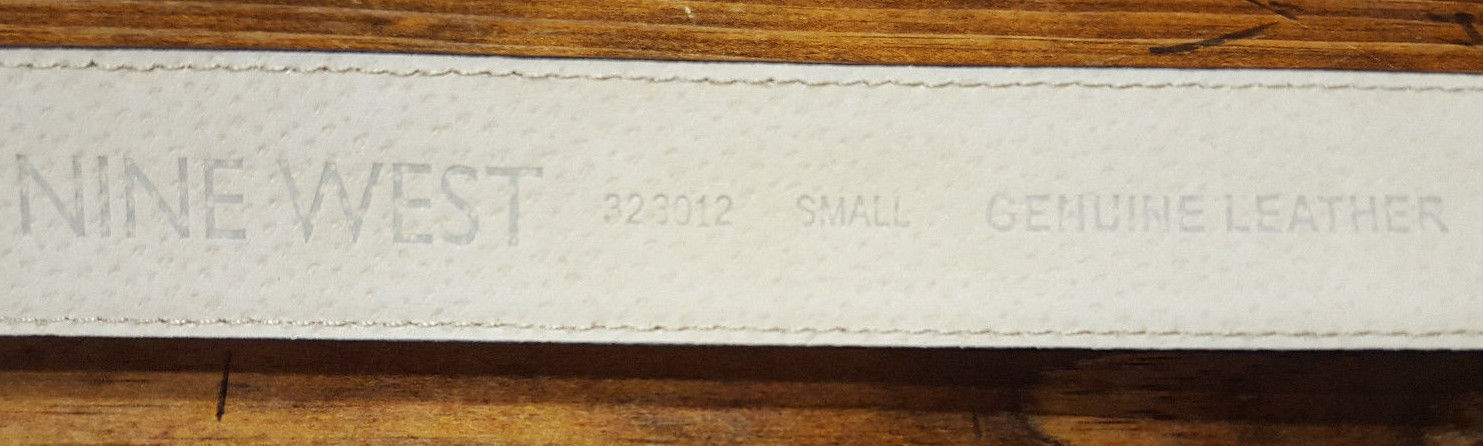 NINE WEST 323012 SMALL GENUINE LEATHER